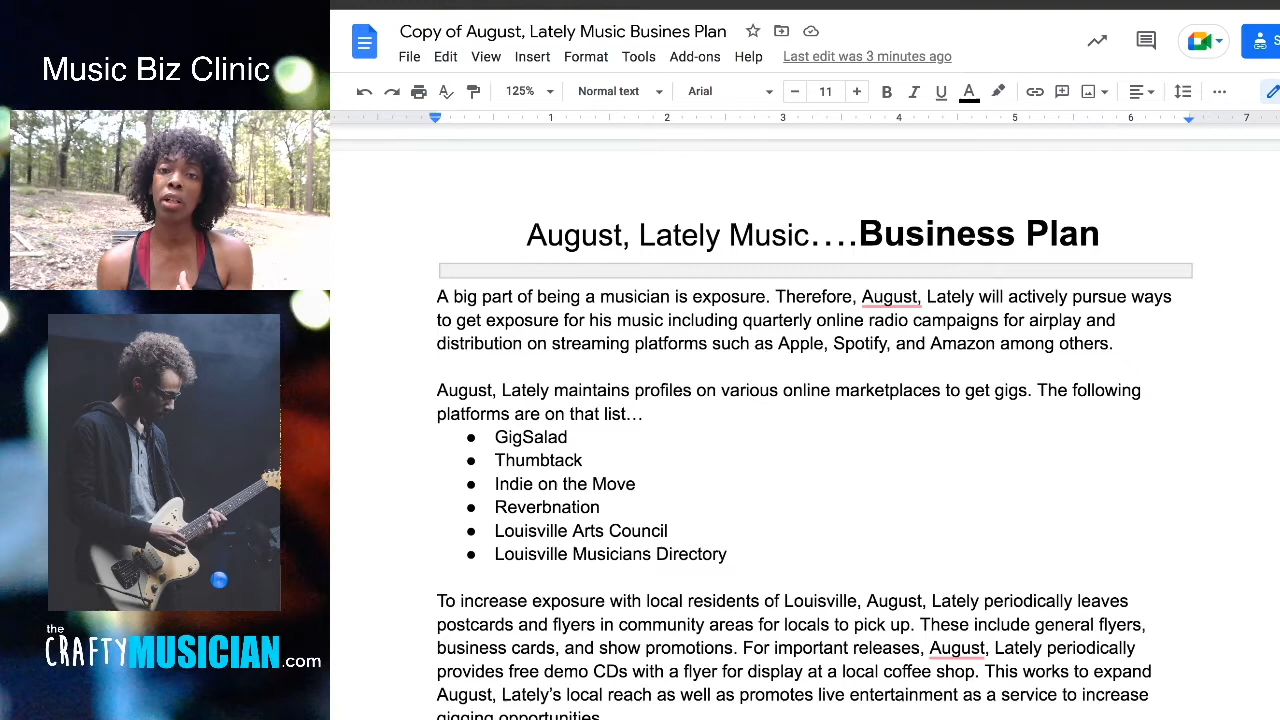 Music Biz Clinic
the
CRAFTYMUSICIAN.com
Copy of August, Lately Music Busines Plan
File Edit View Insert Format Tools Add-ons Help Last edit was 3 minutes ago
125% Normal text Arial 11 B I U A
1 2 3 4 5 6 7
August, Lately Music....Business Plan
A big part of being a musician is exposure. Therefore, August, Lately will actively pursue ways
to get exposure for his music including quarterly online radio campaigns for airplay and
distribution on streaming platforms such as Apple, Spotify, and Amazon among others.
August, Lately maintains profiles on various online marketplaces to get gigs. The following
platforms are on that list…
● GigSalad
● Thumbtack
● Indie on the Move
● Reverbnation
● Louisville Arts Council
● Louisville Musicians Directory
To increase exposure with local residents of Louisville, August, Lately periodically leaves
postcards and flyers in community areas for locals to pick up. These include general flyers,
business cards, and show promotions. For important releases, August, Lately periodically
provides free demo CDs with a flyer for display at a local coffee shop. This works to expand
August, Lately's local reach as well as promotes live entertainment as a service to increase
gigging opportunities.